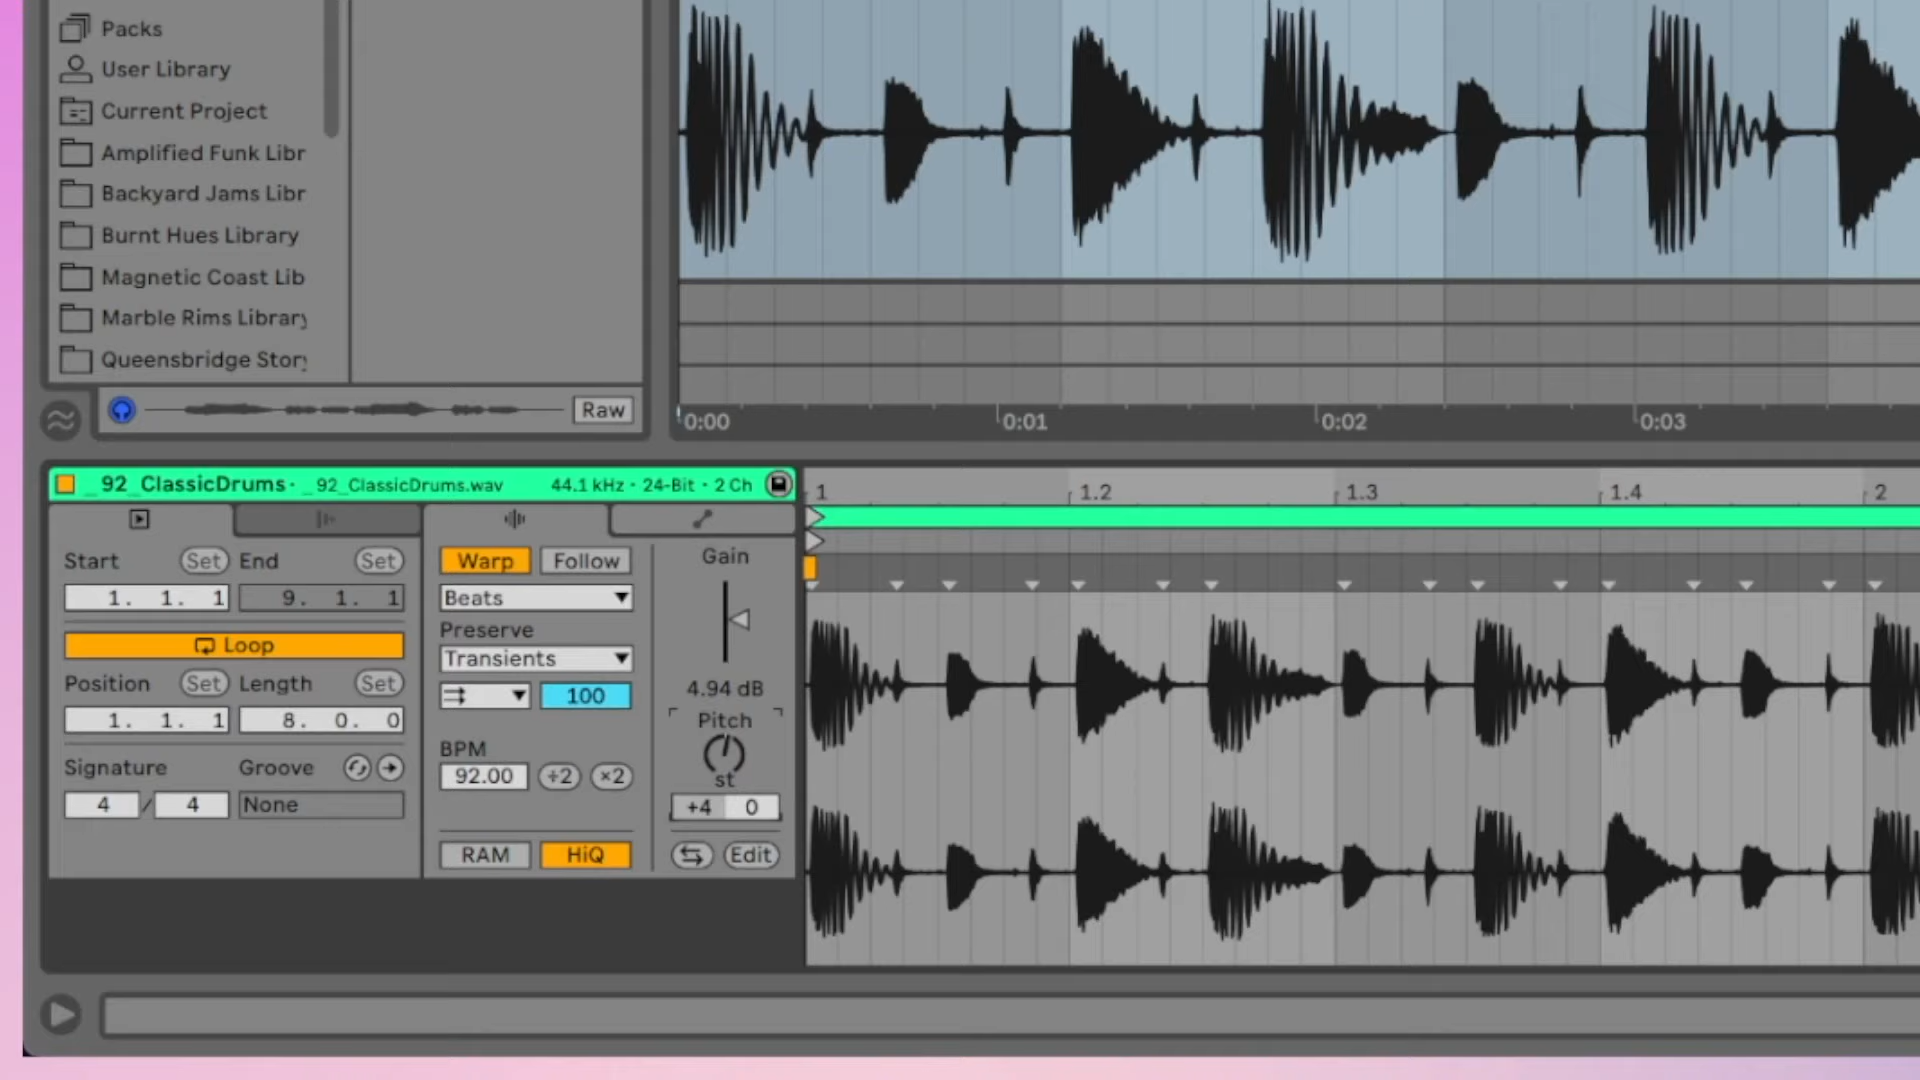 Packs
User Library
Current Project
Amplified Funk Libr
Backyard Jams Libr
Burnt Hues Library
Magnetic Coast Lib
Marble Rims Library
Queensbridge Story
Raw
0:00 0:01 0:02 0:03
_92_ClassicDrums · _92_ClassicDrums.wav 44.1 kHz · 24-Bit · 2 Ch
1 1.2 1.3 1.4 2
Start Set End Set
1. 1. 1 9. 1. 1
Loop
Position Set Length Set
1. 1. 1 8. 0. 0
Signature Groove
4 / 4 None
Warp Follow
Beats
Preserve
Transients
100
BPM
92.00 ÷2 ×2
RAM HiQ
Gain
4.94 dB
Pitch
st
+4 0
Edit